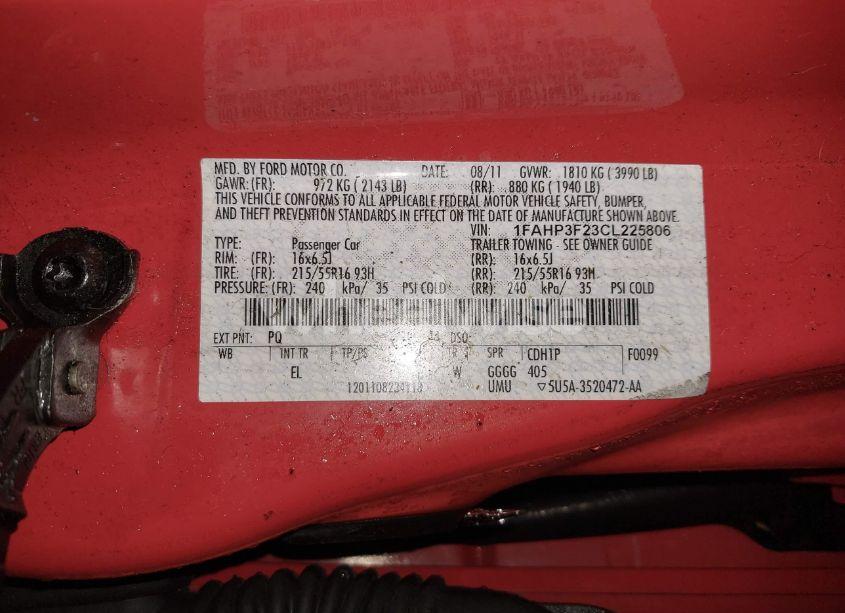 MFD. BY FORD MOTOR CO. DATE: 08/11 GVWR: 1810 KG ( 3990 LB)
GAWR: (FR): 972 KG ( 2143 LB) (RR): 880 KG ( 1940 LB)
THIS VEHICLE CONFORMS TO ALL APPLICABLE FEDERAL MOTOR VEHICLE SAFETY, BUMPER,
AND THEFT PREVENTION STANDARDS IN EFFECT ON THE DATE OF MANUFACTURE SHOWN ABOVE.
VIN: 1FAHP3F23CL225806
TYPE: Passenger Car TRAILER TOWING - SEE OWNER GUIDE
RIM: (FR): 16x6.5J (RR): 16x6.5J
TIRE: (FR): 215/55R16 93H (RR): 215/55R16 93H
PRESSURE: (FR): 240 kPa/ 35 PSI COLD (RR): 240 kPa/ 35 PSI COLD
EXT PNT: PQ DSO:
WB INT TR TP/PS TR SPR CDH1P F0099
EL W GGGG 405
UMU 5U5A-3520472-AA